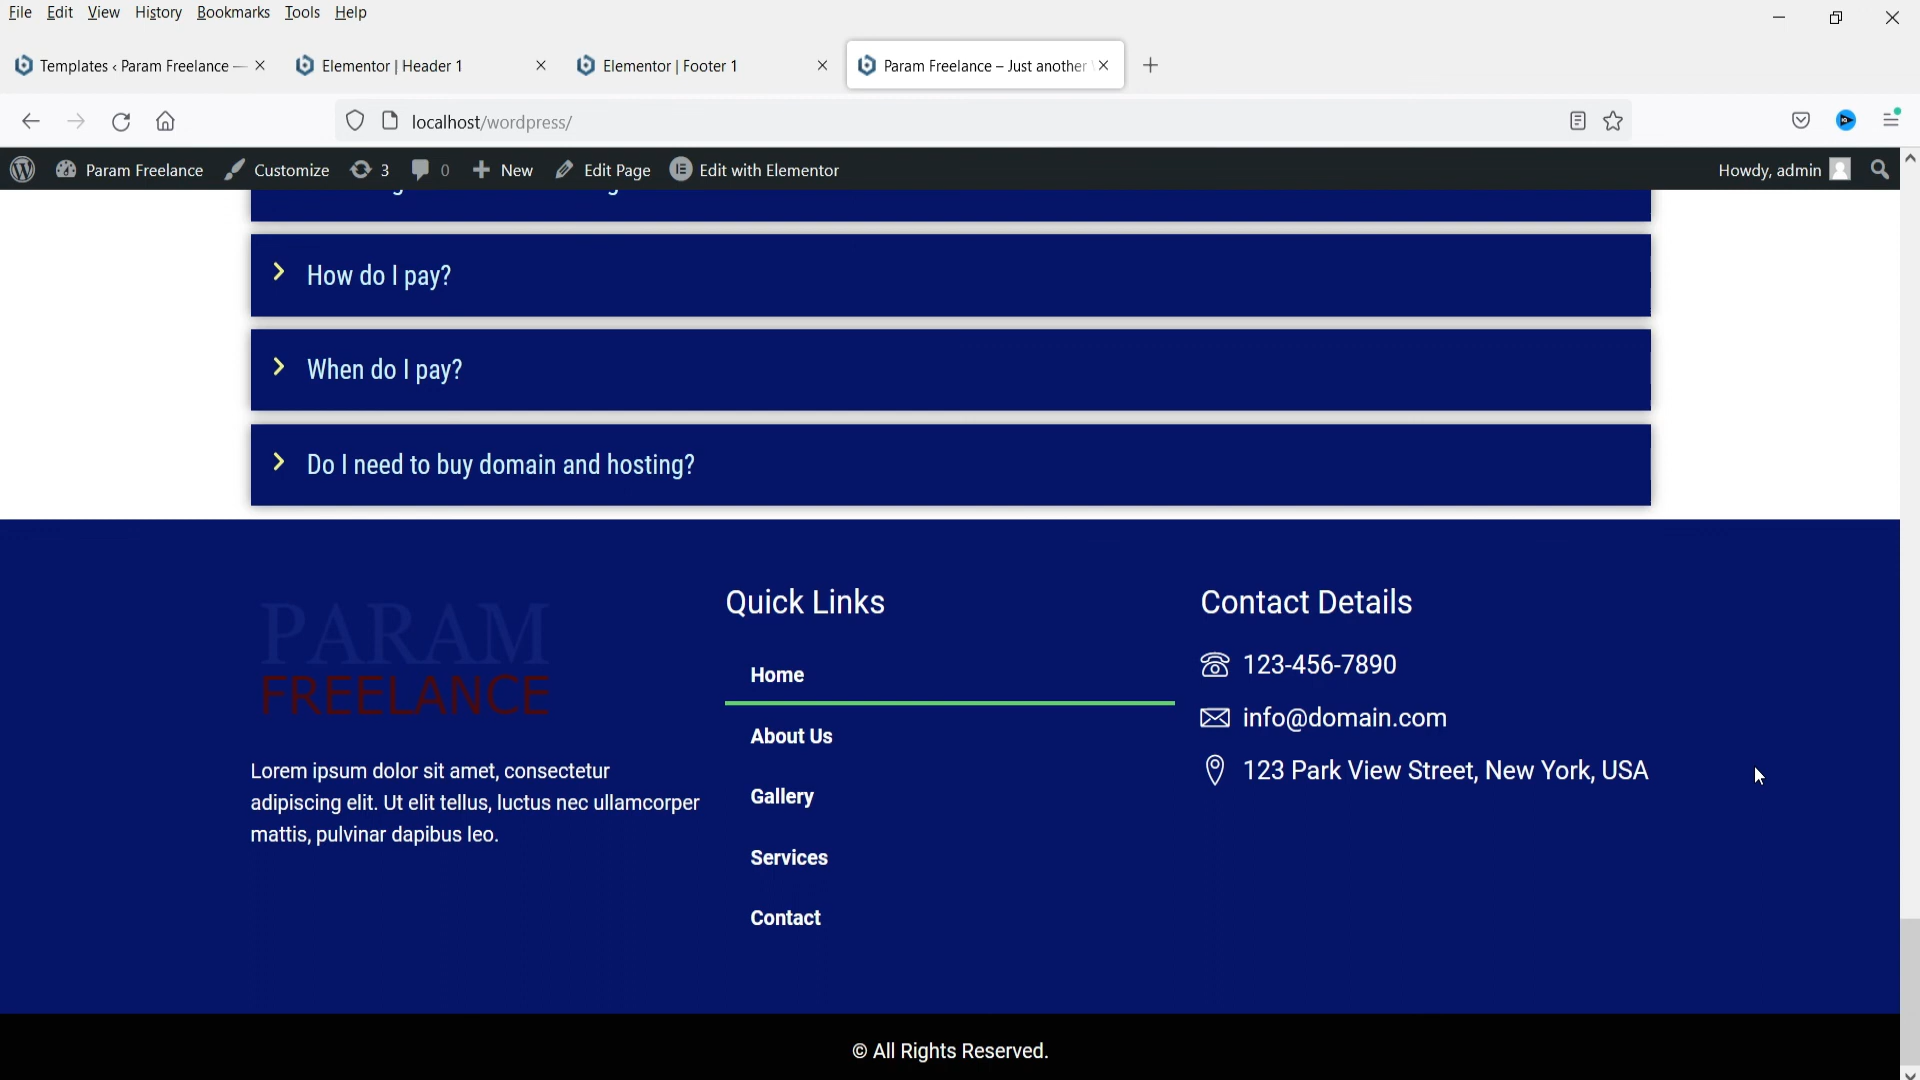 File Edit View History Bookmarks Tools Help
Templates ‹ Param Freelance —
Elementor | Header 1
Elementor | Footer 1
Param Freelance – Just another
localhost/wordpress/
Param Freelance Customize 3 0 New Edit Page Edit with Elementor Howdy, admin
How do I pay?
When do I pay?
Do I need to buy domain and hosting?
PARAM
FREELANCE
Lorem ipsum dolor sit amet, consectetur
adipiscing elit. Ut elit tellus, luctus nec ullamcorper
mattis, pulvinar dapibus leo.
Quick Links
Home
About Us
Gallery
Services
Contact
Contact Details
123-456-7890
info@domain.com
123 Park View Street, New York, USA
© All Rights Reserved.